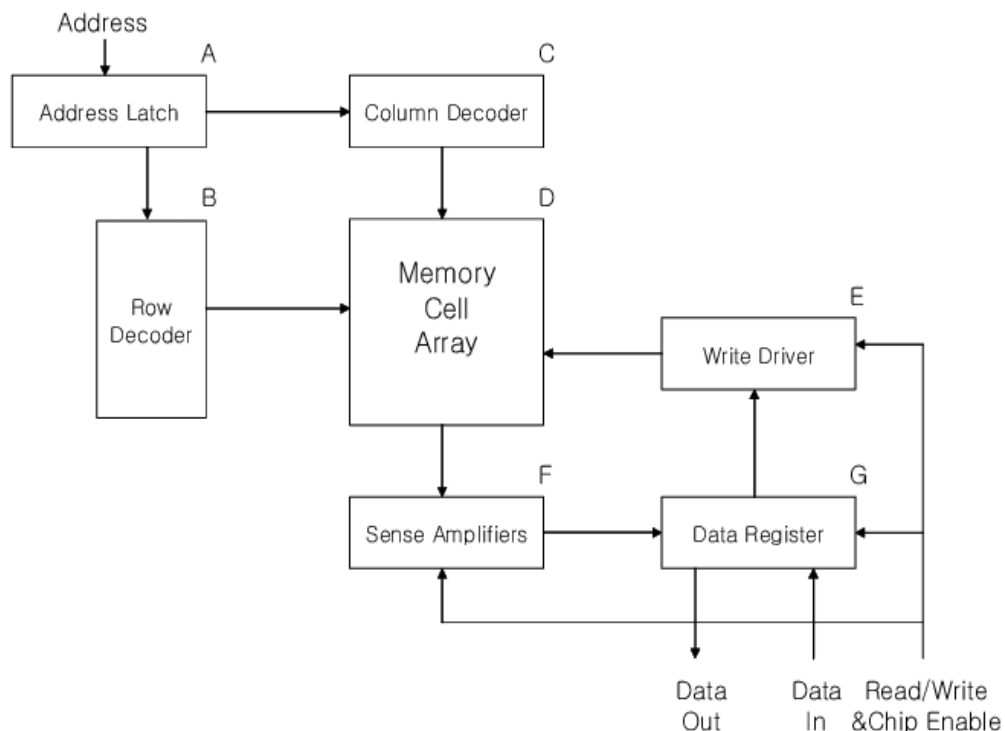 Address
A
C
Address Latch
Column Decoder
B
D
Row
Decoder
Memory
Cell
Array
E
Write Driver
F
G
Sense Amplifiers
Data Register
Data
Out
Data
In
Read/Write
&Chip Enable